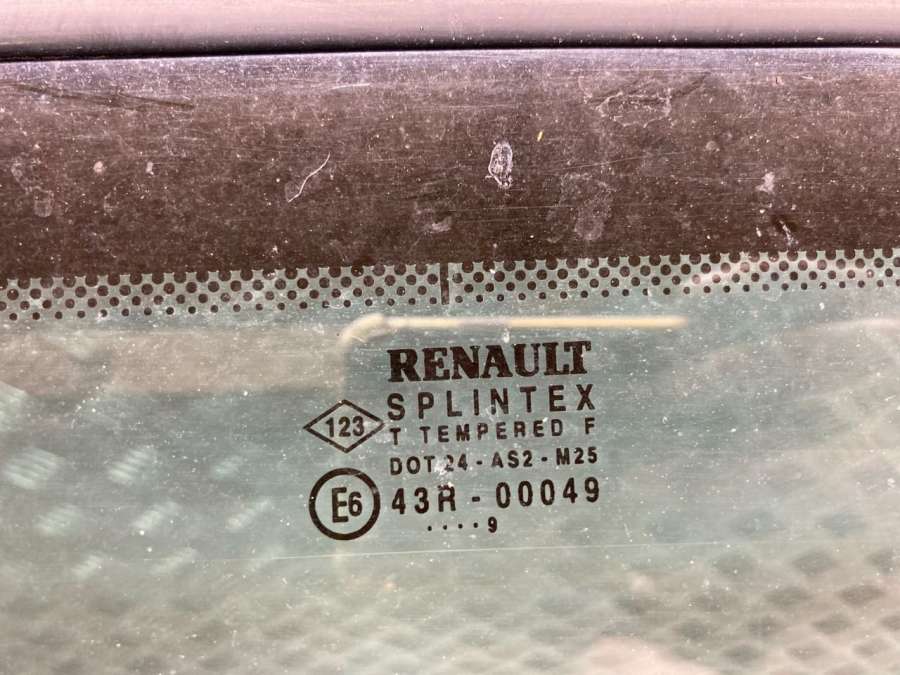 RENAULT
SPLINTEX
123
T TEMPERED F
DOT 24 - AS2 - M25
E6
43R - 00049
....9